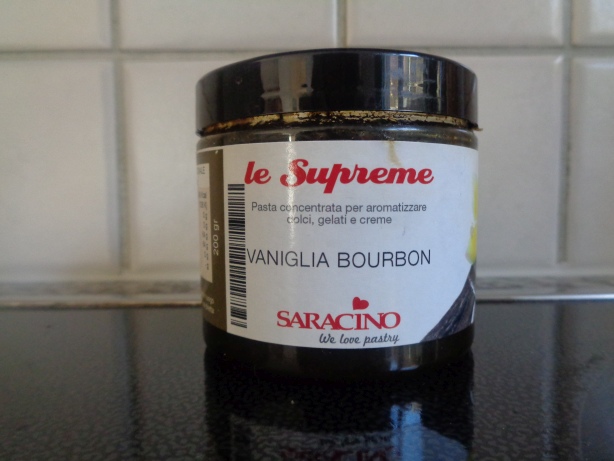 le Supreme
Pasta concentrata per aromatizzare
dolci, gelati e creme
VANIGLIA BOURBON
SARACINO
We love pastry
200 gr